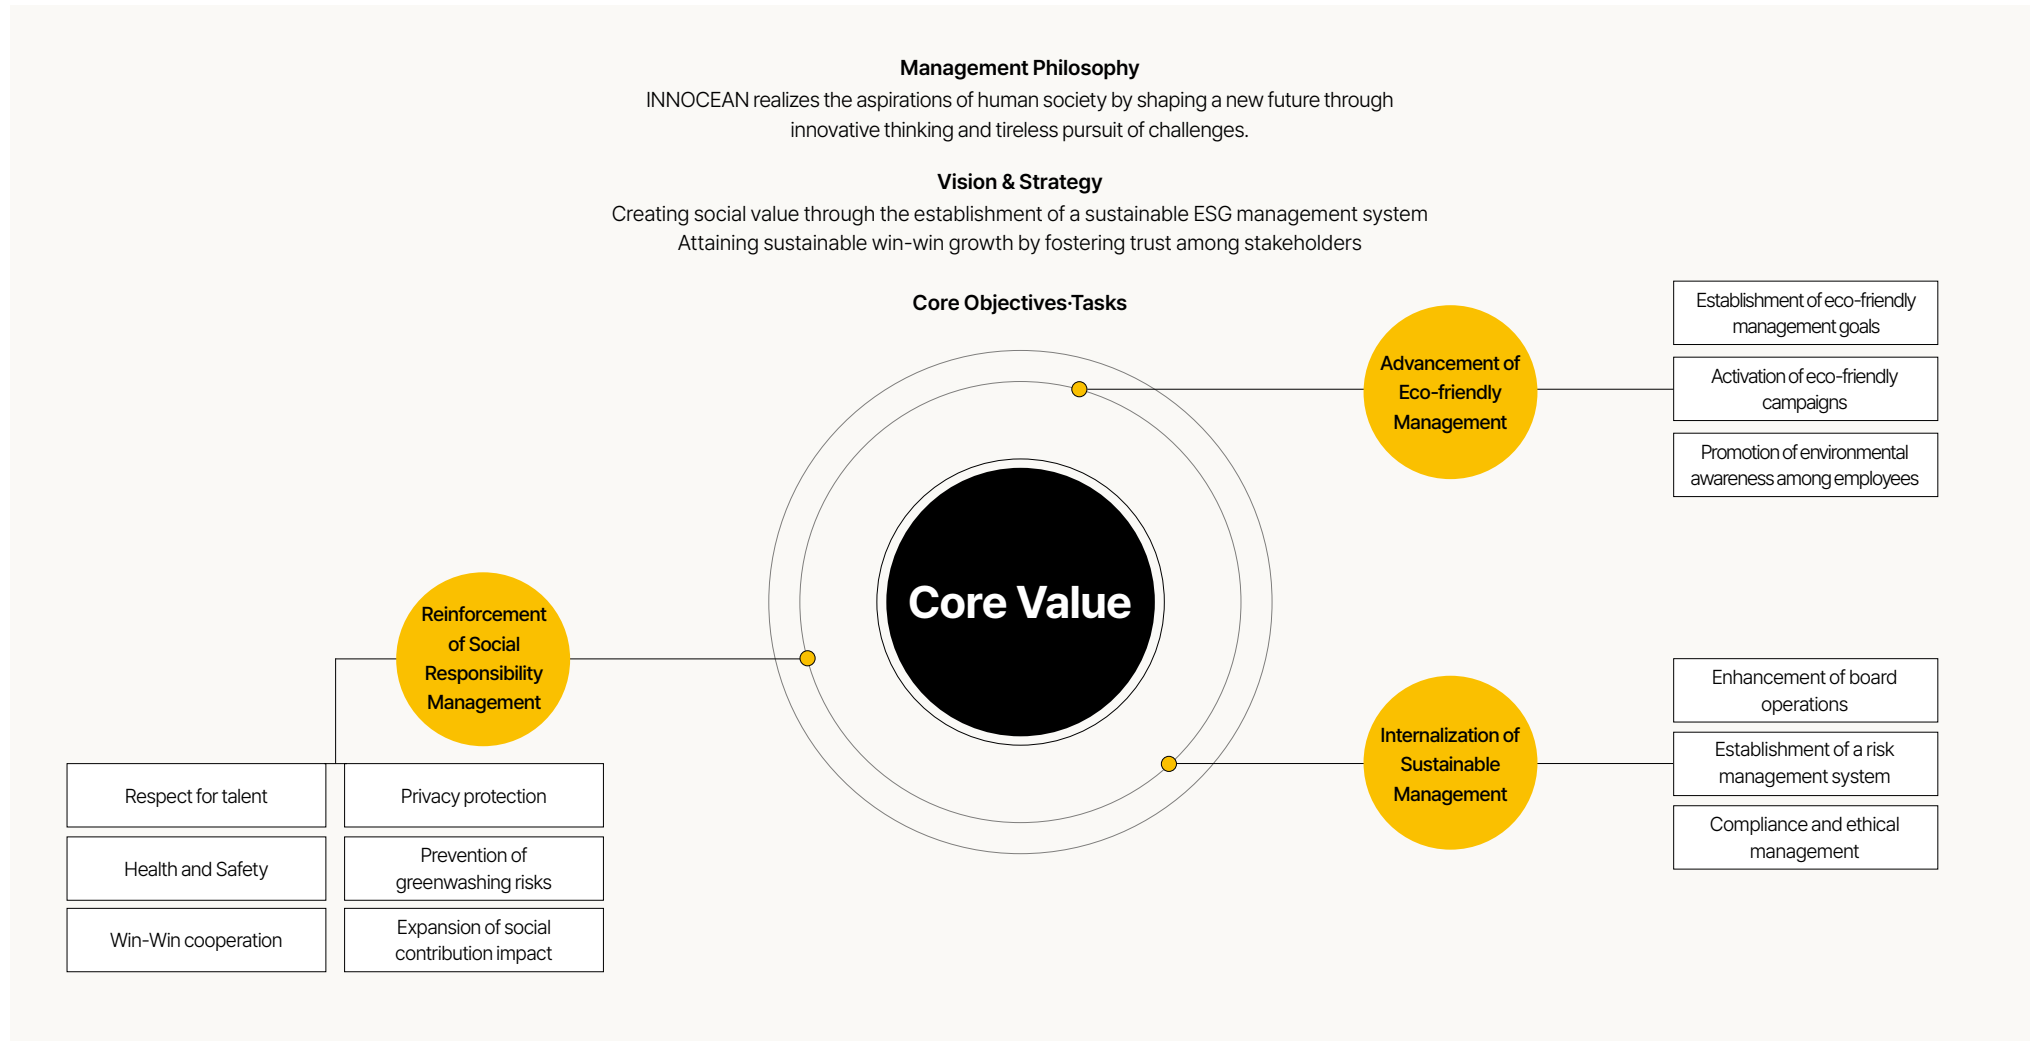 Management Philosophy
INNOCEAN realizes the aspirations of human society by shaping a new future through
innovative thinking and tireless pursuit of challenges.
Vision & Strategy
Creating social value through the establishment of a sustainable ESG management system
Attaining sustainable win-win growth by fostering trust among stakeholders
Core Objectives·Tasks
Advancement of
Eco-friendly
Management
Establishment of eco-friendly
management goals
Activation of eco-friendly
campaigns
Promotion of environmental
awareness among employees
Core Value
Reinforcement
of Social
Responsibility
Management
Respect for talent
Privacy protection
Health and Safety
Prevention of
greenwashing risks
Win-Win cooperation
Expansion of social
contribution impact
Internalization of
Sustainable
Management
Enhancement of board
operations
Establishment of a risk
management system
Compliance and ethical
management